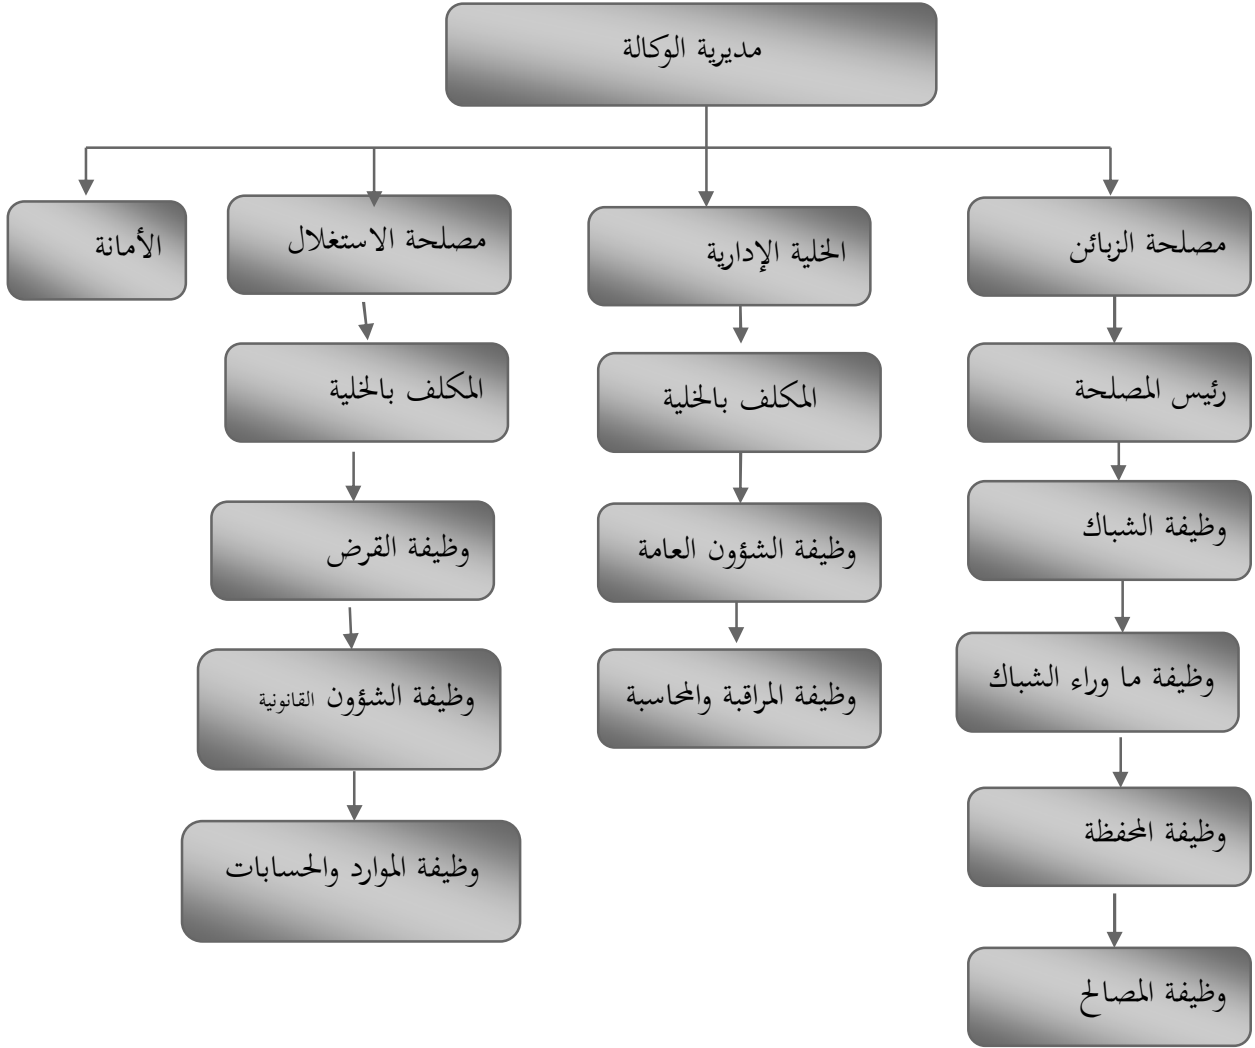 مديرية الوكالة
مصلحة الزبائن
الخلية الإدارية
مصلحة الاستغلال
الأمانة
رئيس المصلحة
المكلف بالخلية
المكلف بالخلية
وظيفة الشباك
وظيفة الشؤون العامة
وظيفة القرض
وظيفة ما وراء الشباك
وظيفة المراقبة والمحاسبة
وظيفة الشؤون القانونية
وظيفة المحفظة
وظيفة الموارد والحسابات
وظيفة المصالح